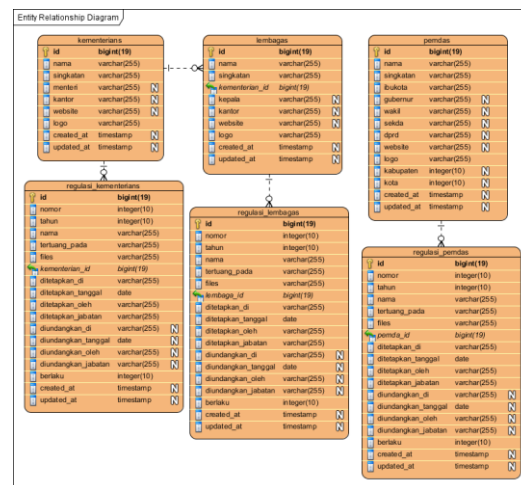 Entity Relationship Diagram
kementerians
id bigint(19)
nama varchar(255)
singkatan varchar(255)
menteri varchar(255) N
kantor varchar(255) N
website varchar(255) N
logo varchar(255)
created_at timestamp N
updated_at timestamp N
lembagas
id bigint(19)
nama varchar(255)
singkatan varchar(255)
kementerian_id bigint(19)
kepala varchar(255) N
kantor varchar(255) N
website varchar(255) N
logo varchar(255)
created_at timestamp N
updated_at timestamp N
pemdas
id bigint(19)
nama varchar(255)
singkatan varchar(255)
ibukota varchar(255)
gubernur varchar(255) N
wakil varchar(255) N
sekda varchar(255) N
dprd varchar(255) N
website varchar(255) N
logo varchar(255)
kabupaten integer(10) N
kota integer(10) N
created_at timestamp N
updated_at timestamp N
regulasi_kementerians
id bigint(19)
nomor integer(10)
tahun integer(10)
nama varchar(255)
tertuang_pada varchar(255)
files varchar(255)
kementerian_id bigint(19)
ditetapkan_di varchar(255)
ditetapkan_tanggal date
ditetapkan_oleh varchar(255)
ditetapkan_jabatan varchar(255)
diundangkan_di varchar(255) N
diundangkan_tanggal date N
diundangkan_oleh varchar(255) N
diundangkan_jabatan varchar(255) N
berlaku integer(10)
created_at timestamp N
updated_at timestamp N
regulasi_lembagas
id bigint(19)
nomor integer(10)
tahun integer(10)
nama varchar(255)
tertuang_pada varchar(255)
files varchar(255)
lembaga_id bigint(19)
ditetapkan_di varchar(255)
ditetapkan_tanggal date
ditetapkan_oleh varchar(255)
ditetapkan_jabatan varchar(255)
diundangkan_di varchar(255) N
diundangkan_tanggal date N
diundangkan_oleh varchar(255) N
diundangkan_jabatan varchar(255) N
berlaku integer(10)
created_at timestamp N
updated_at timestamp N
regulasi_pemdas
id bigint(19)
nomor integer(10)
tahun integer(10)
nama varchar(255)
tertuang_pada varchar(255)
files varchar(255)
pemda_id bigint(19)
ditetapkan_di varchar(255)
ditetapkan_tanggal date
ditetapkan_oleh varchar(255)
ditetapkan_jabatan varchar(255)
diundangkan_di varchar(255) N
diundangkan_tanggal date N
diundangkan_oleh varchar(255) N
diundangkan_jabatan varchar(255) N
berlaku integer(10)
created_at timestamp N
updated_at timestamp N